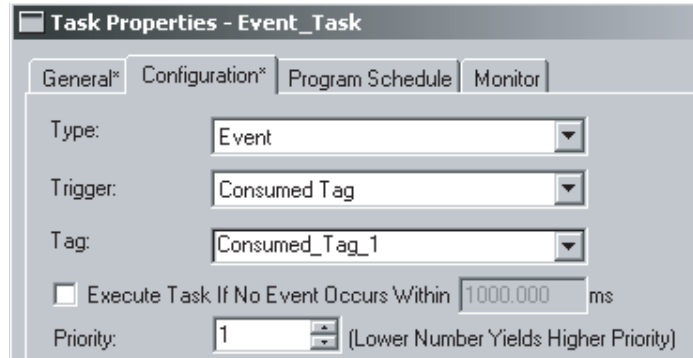 Task Properties - Event_Task
General* Configuration* Program Schedule Monitor
Type: Event
Trigger: Consumed Tag
Tag: Consumed_Tag_1
Execute Task If No Event Occurs Within 1000.000 ms
Priority: 1 (Lower Number Yields Higher Priority)